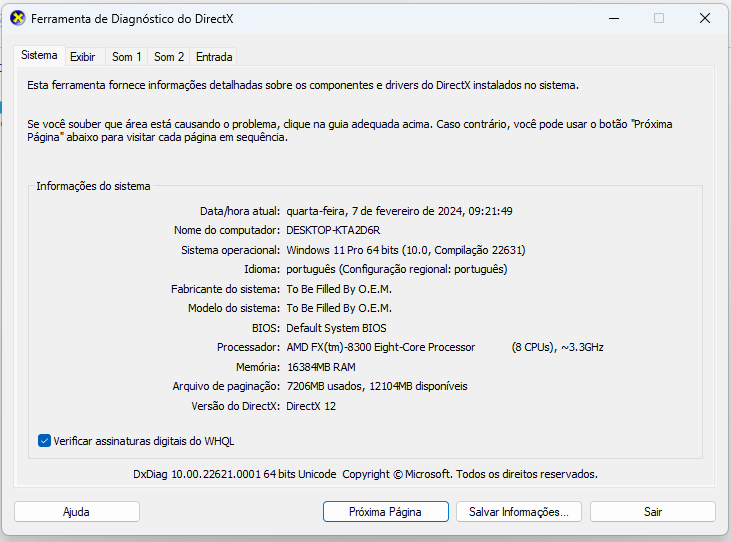 Ferramenta de Diagnóstico do DirectX
Sistema Exibir Som 1 Som 2 Entrada
Esta ferramenta fornece informações detalhadas sobre os componentes e drivers do DirectX instalados no sistema.
Se você souber que área está causando o problema, clique na guia adequada acima. Caso contrário, você pode usar o botão "Próxima
Página" abaixo para visitar cada página em sequência.
Informações do sistema
Data/hora atual: quarta-feira, 7 de fevereiro de 2024, 09:21:49
Nome do computador: DESKTOP-KTA2D6R
Sistema operacional: Windows 11 Pro 64 bits (10.0, Compilação 22631)
Idioma: português (Configuração regional: português)
Fabricante do sistema: To Be Filled By O.E.M.
Modelo do sistema: To Be Filled By O.E.M.
BIOS: Default System BIOS
Processador: AMD FX(tm)-8300 Eight-Core Processor (8 CPUs), ~3.3GHz
Memória: 16384MB RAM
Arquivo de paginação: 7206MB usados, 12104MB disponíveis
Versão do DirectX: DirectX 12
Verificar assinaturas digitais do WHQL
DxDiag 10.00.22621.0001 64 bits Unicode Copyright © Microsoft. Todos os direitos reservados.
Ajuda Próxima Página Salvar Informações... Sair